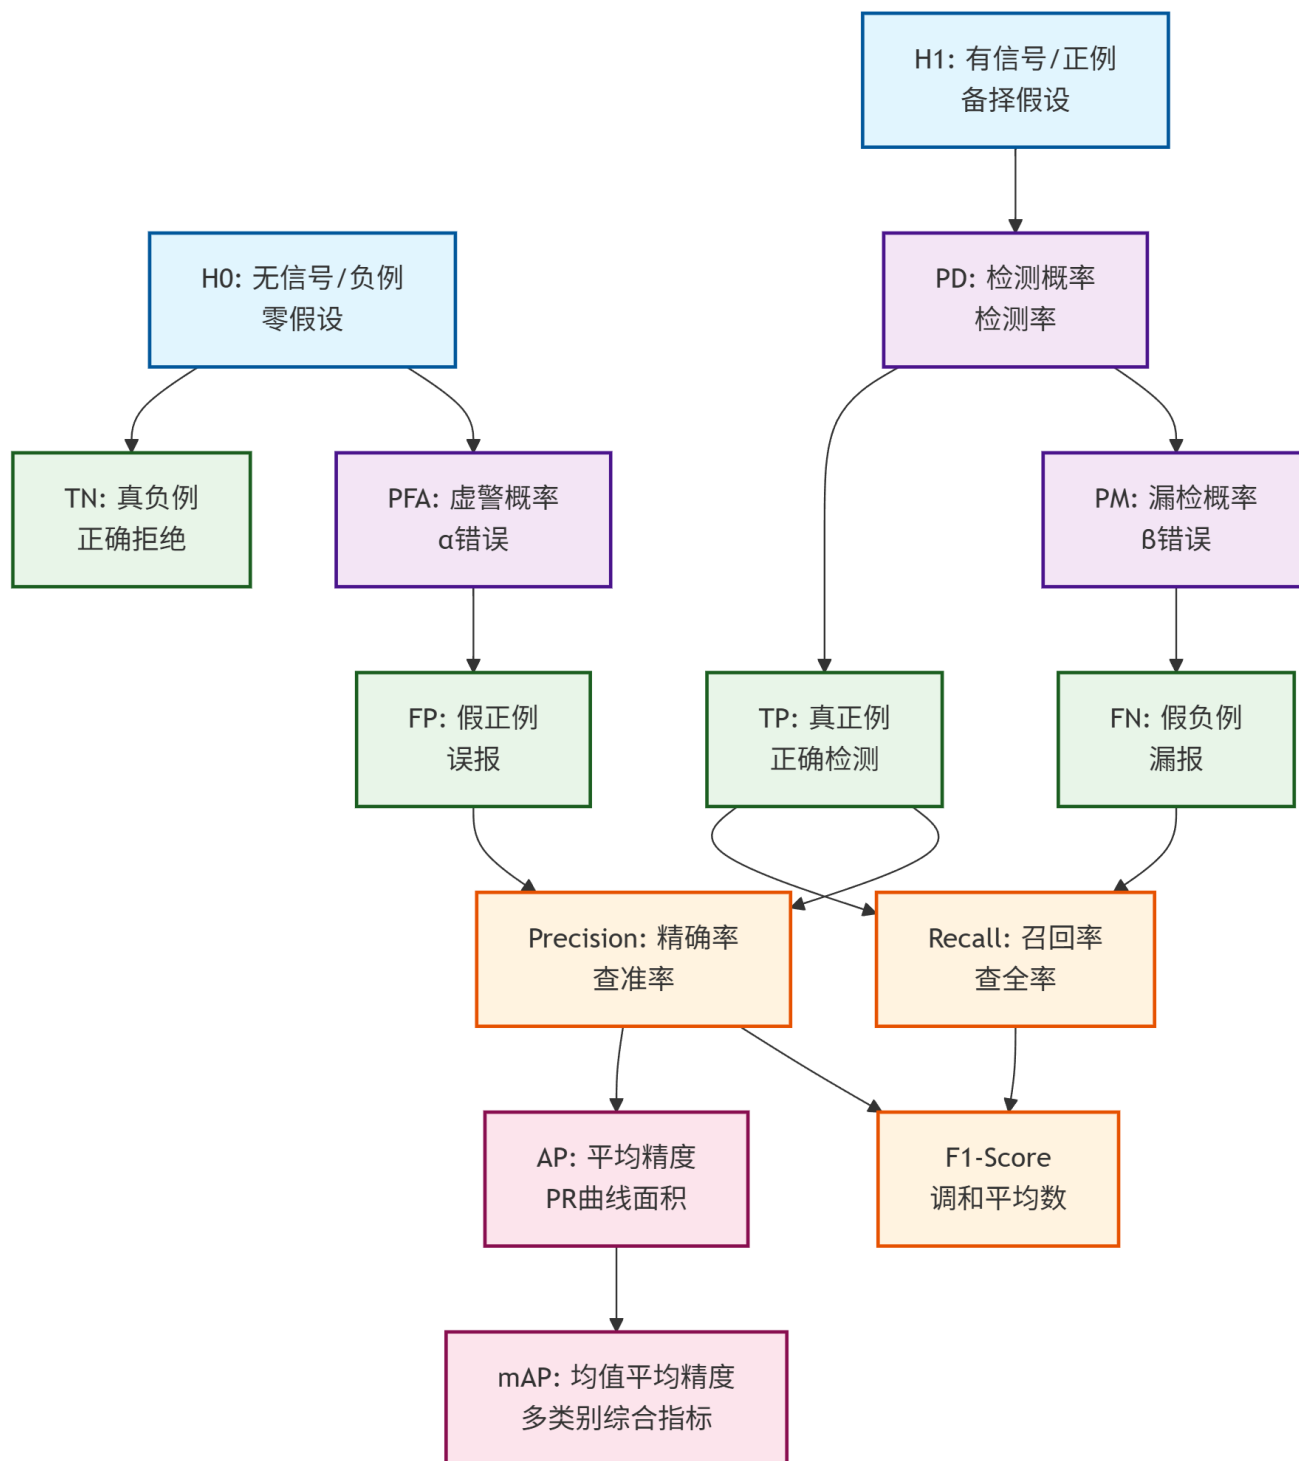 H1: 有信号/正例
备择假设
H0: 无信号/负例
零假设
PD: 检测概率
检测率
TN: 真负例
正确拒绝
PFA: 虚警概率
α错误
PM: 漏检概率
β错误
FP: 假正例
误报
TP: 真正例
正确检测
FN: 假负例
漏报
Precision: 精确率
查准率
Recall: 召回率
查全率
AP: 平均精度
PR曲线面积
F1-Score
调和平均数
mAP: 均值平均精度
多类别综合指标